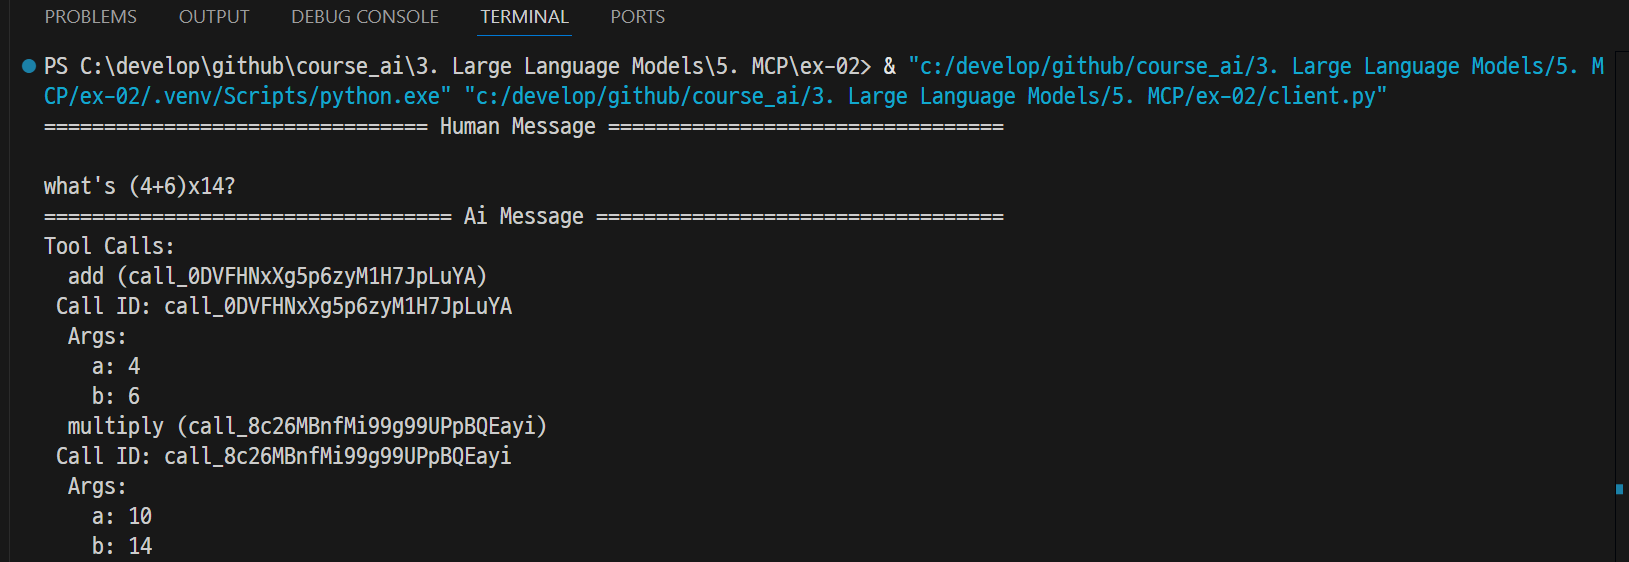 PROBLEMS OUTPUT DEBUG CONSOLE TERMINAL PORTS
PS C:\develop\github\course_ai\3. Large Language Models\5. MCP\ex-02> & "c:/develop/github/course_ai/3. Large Language Models/5. M
CP/ex-02/.venv/Scripts/python.exe" "c:/develop/github/course_ai/3. Large Language Models/5. MCP/ex-02/client.py"
================================ Human Message =================================
what's (4+6)x14?
================================== Ai Message ==================================
Tool Calls:
  add (call_0DVFHNxXg5p6zyM1H7JpLuYA)
 Call ID: call_0DVFHNxXg5p6zyM1H7JpLuYA
  Args:
    a: 4
    b: 6
  multiply (call_8c26MBnfMi99g99UPpBQEayi)
 Call ID: call_8c26MBnfMi99g99UPpBQEayi
  Args:
    a: 10
    b: 14